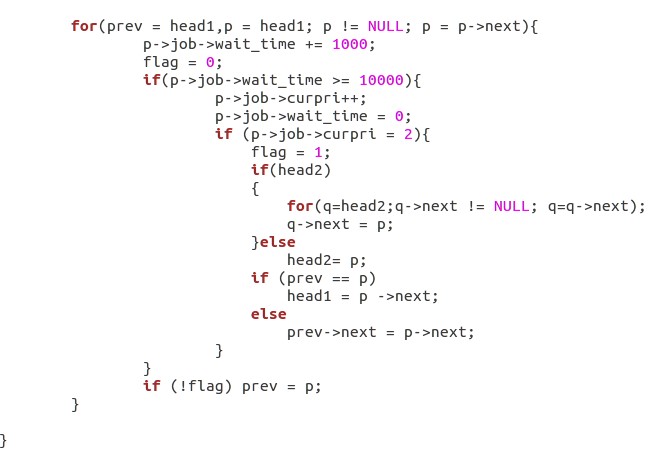 for(prev = head1,p = head1; p != NULL; p = p->next){
p->job->wait_time += 1000;
flag = 0;
if(p->job->wait_time >= 10000){
p->job->curpri++;
p->job->wait_time = 0;
if (p->job->curpri = 2){
flag = 1;
if(head2)
{
for(q=head2;q->next != NULL; q=q->next);
q->next = p;
}else
head2= p;
if (prev == p)
head1 = p ->next;
else
prev->next = p->next;
}
}
if (!flag) prev = p;
}
}